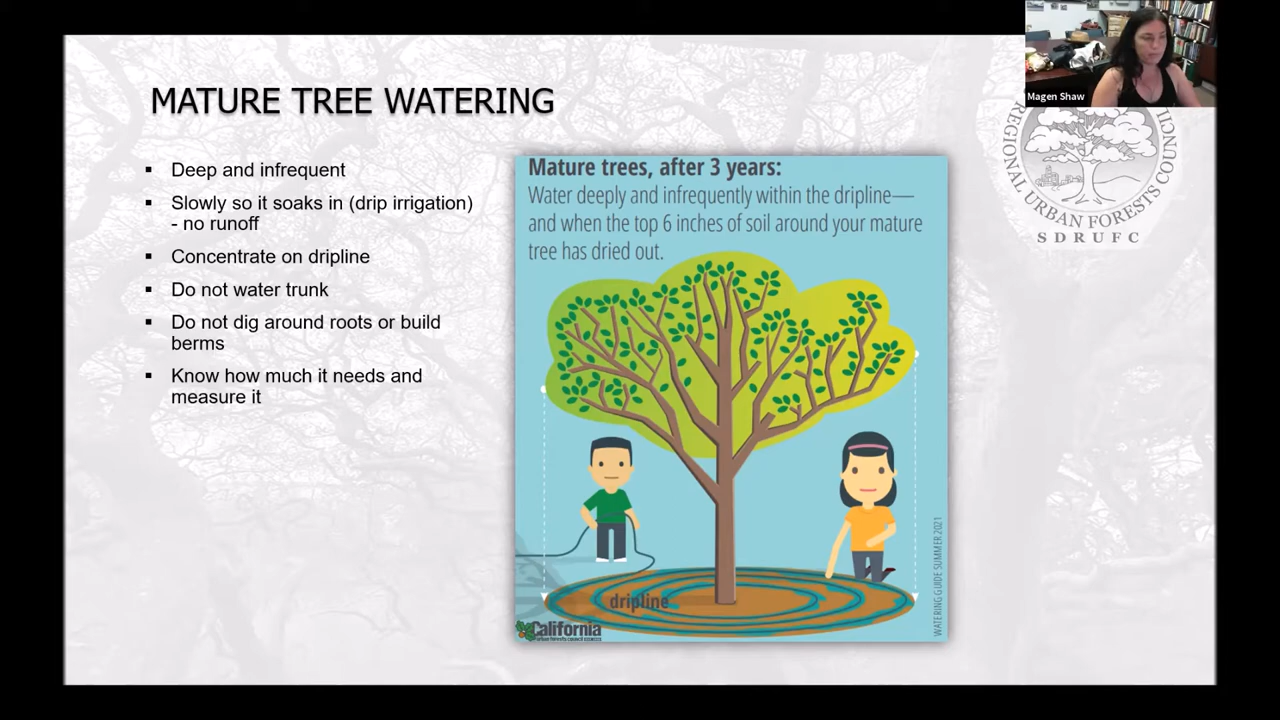 Magen Shaw
MATURE TREE WATERING
Deep and infrequent
Slowly so it soaks in (drip irrigation)
- no runoff
Concentrate on dripline
Do not water trunk
Do not dig around roots or build
berms
Know how much it needs and
measure it
Mature trees, after 3 years:
Water deeply and infrequently within the dripline—
and when the top 6 inches of soil around your mature
tree has dried out.
dripline
California
WATERING GUIDE SUMMER 2021
REGIONAL URBAN FORESTS COUNCIL
SDRUFC